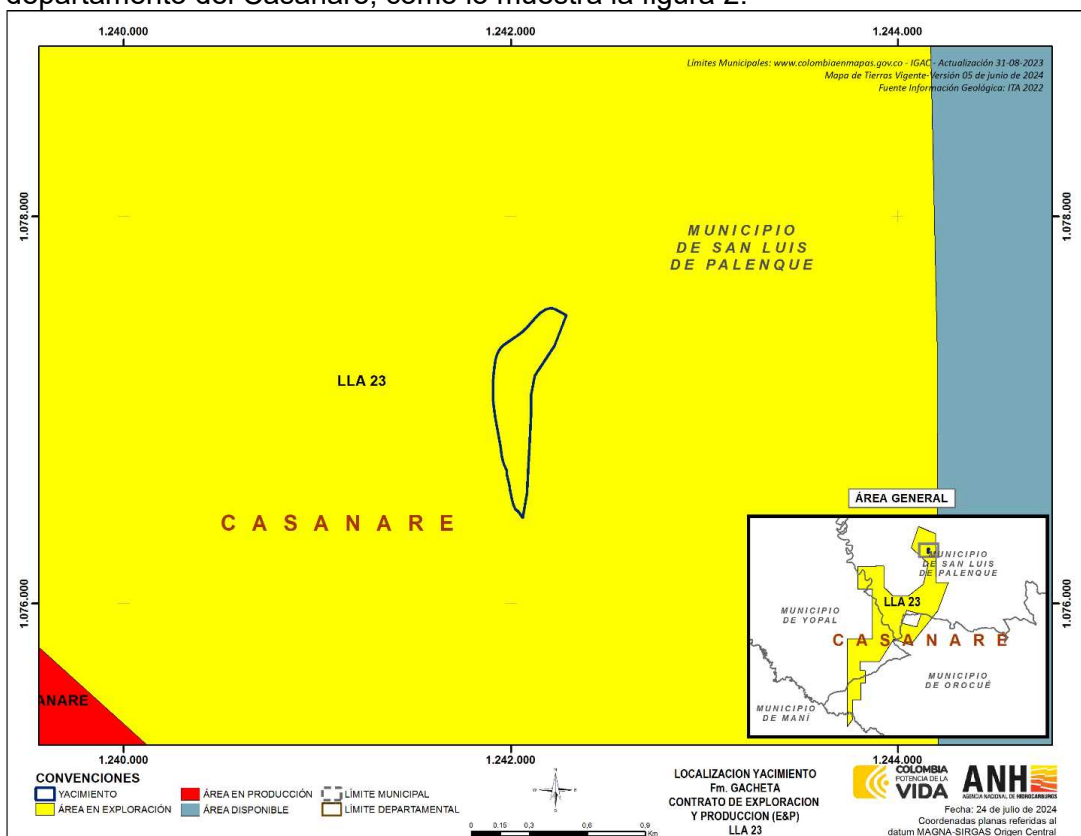 departamento del Casanare, como lo muestra la figura 2.
1.240.000
1.242.000
1.244.000
Límites Municipales: www.colombiaenmapas.gov.co - IGAC - Actualización 31-08-2023
Mapa de Tierras Vigente-Versión 05 de junio de 2024
Fuente Información Geológica: ITA 2022
1.078.000
1.078.000
MUNICIPIO
DE SAN LUIS
DE PALENQUE
LLA 23
CASANARE
ÁREA GENERAL
MUNICIPIO
DE SAN LUIS
DE PALENQUE
LLA 23
MUNICIPIO
DE YOPAL
CASANARE
MUNICIPIO
DE OROCUÉ
MUNICIPIO
DE MANÍ
1.076.000
1.076.000
ANARE
1.240.000
1.242.000
1.244.000
CONVENCIONES
YACIMIENTO
ÁREA EN EXPLORACIÓN
ÁREA EN PRODUCCIÓN
ÁREA DISPONIBLE
LÍMITE MUNICIPAL
LÍMITE DEPARTAMENTAL
N
W
E
S
0 0,15 0,3 0,6 0,9
Km
LOCALIZACION YACIMIENTO
Fm. GACHETA
CONTRATO DE EXPLORACION
Y PRODUCCION (E&P)
LLA 23
COLOMBIA
POTENCIA DE LA
VIDA
ANH
AGENCIA NACIONAL DE HIDROCARBUROS
Fecha: 24 de julio de 2024
Coordenadas planas referidas al
datum MAGNA-SIRGAS Origen Central